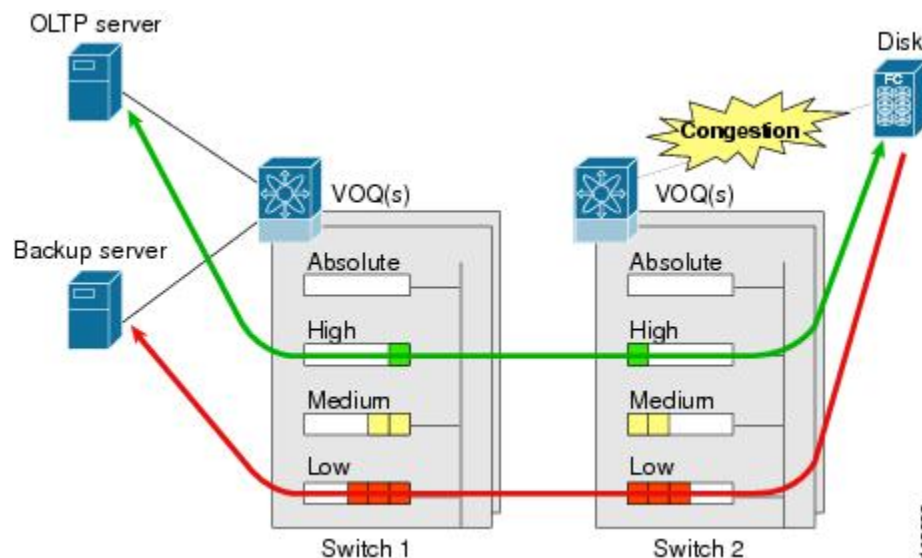 OLTP server
Disk
FC
Congestion
VOQ(s)
VOQ(s)
Backup server
Absolute
Absolute
High
High
Medium
Medium
Low
Low
Switch 1
Switch 2